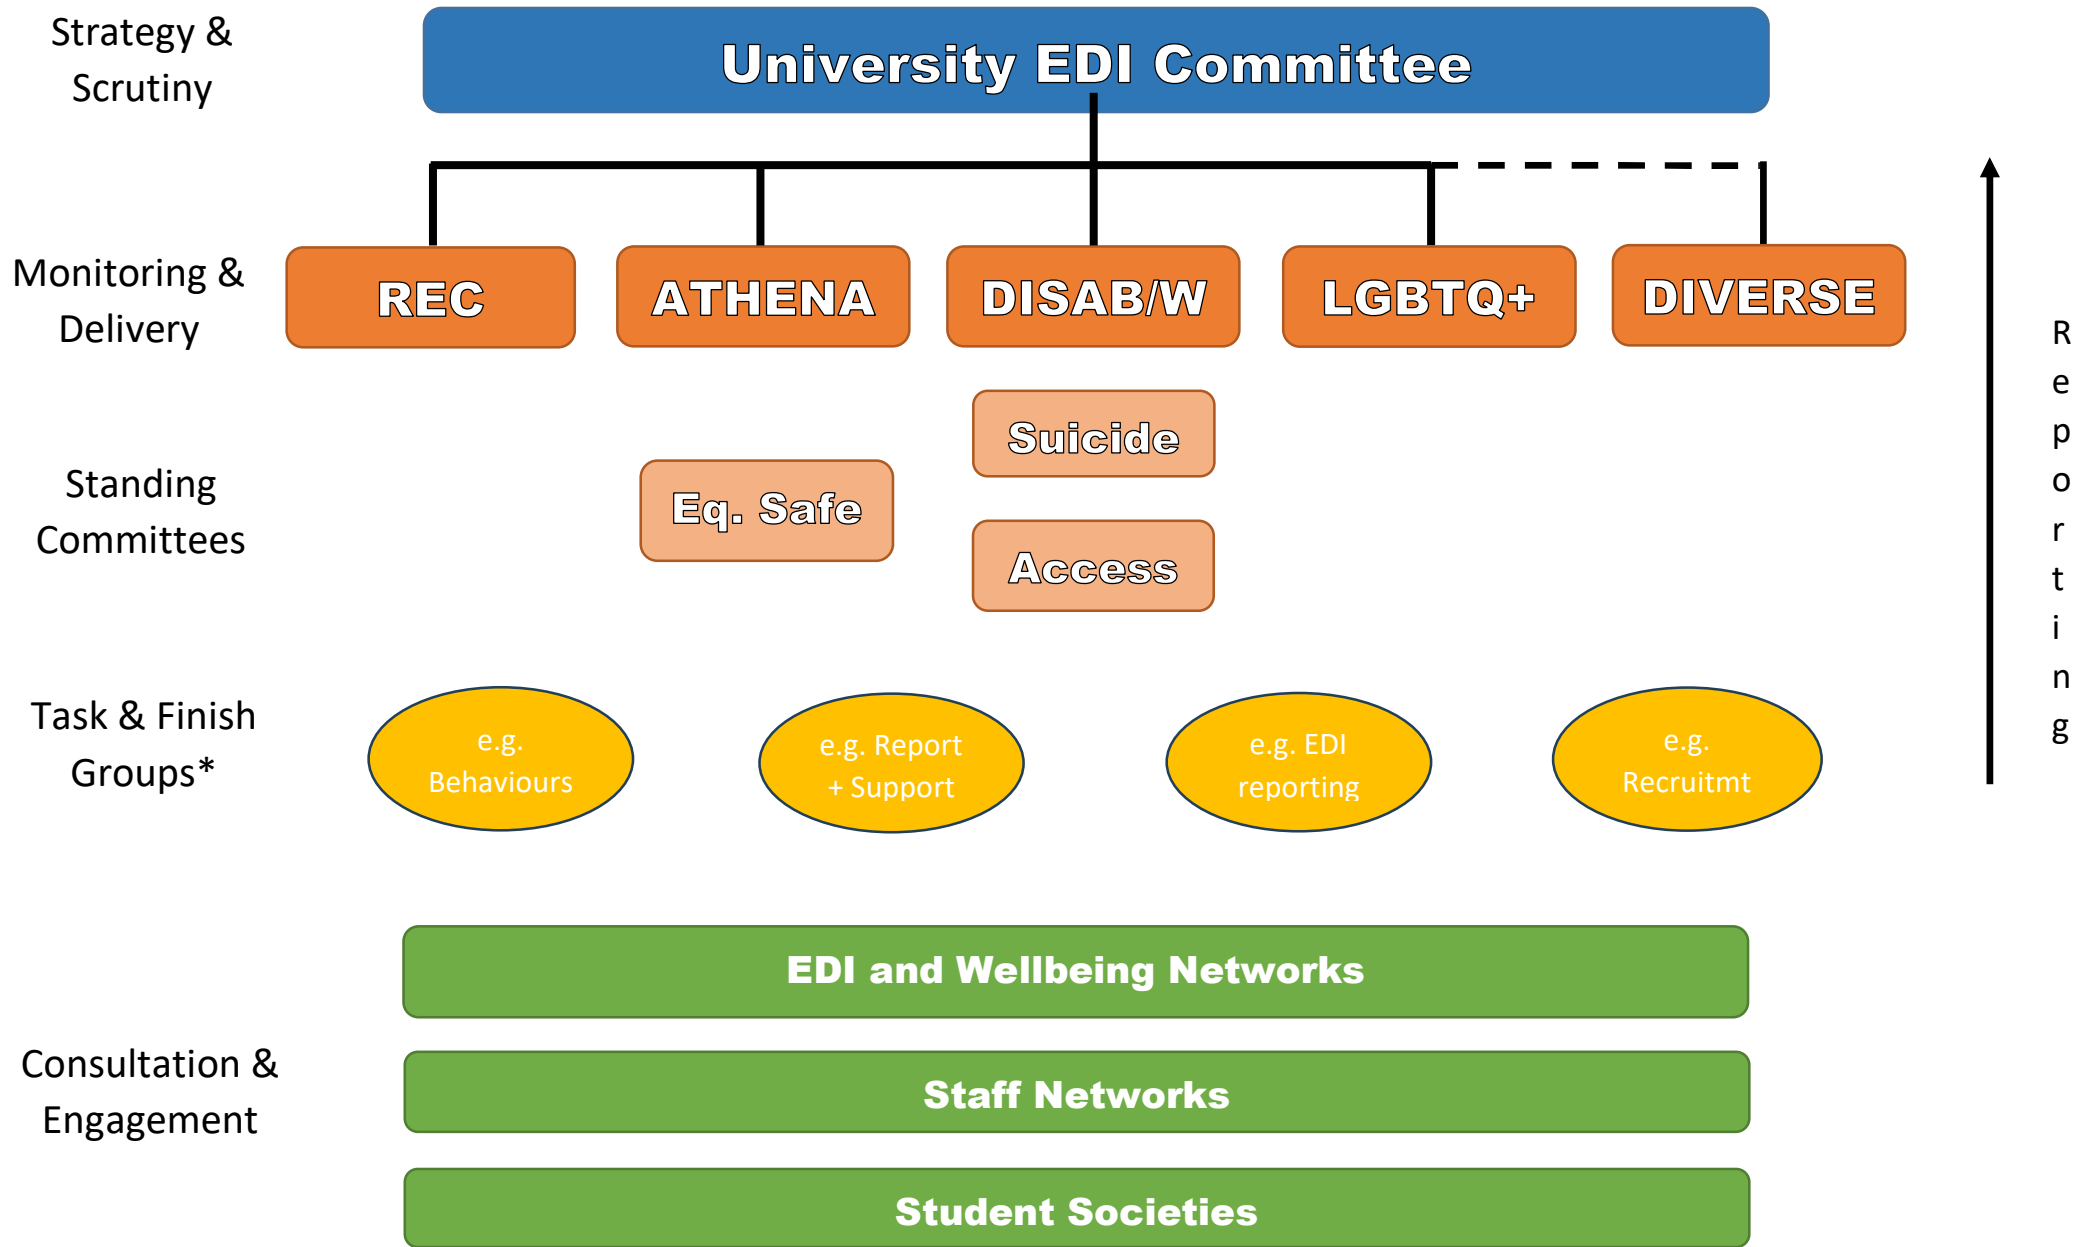 Strategy &
Scrutiny
University EDI Committee
Monitoring &
Delivery
REC
ATHENA
DISAB/W
LGBTQ+
DIVERSE
Standing
Committees
Eq. Safe
Suicide
Access
Task & Finish
Groups*
e.g.
Behaviours
e.g. Report
+ Support
e.g. EDI
reporting
e.g.
Recruitmt
Consultation &
Engagement
EDI and Wellbeing Networks
Staff Networks
Student Societies
Reporting